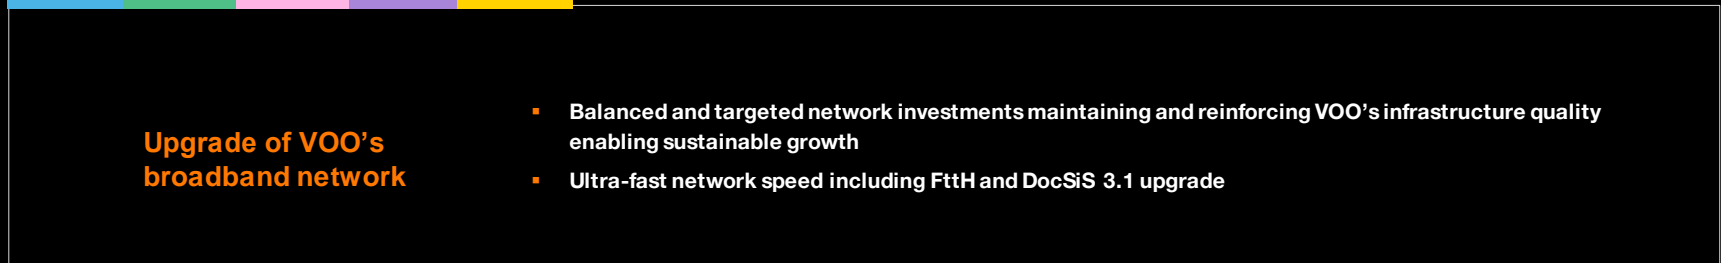 Upgrade of VOO’s
broadband network
▪ Balanced and targeted network investments maintaining and reinforcing VOO’s infrastructure quality
enabling sustainable growth
▪ Ultra-fast network speed including FttH and DocSiS 3.1 upgrade